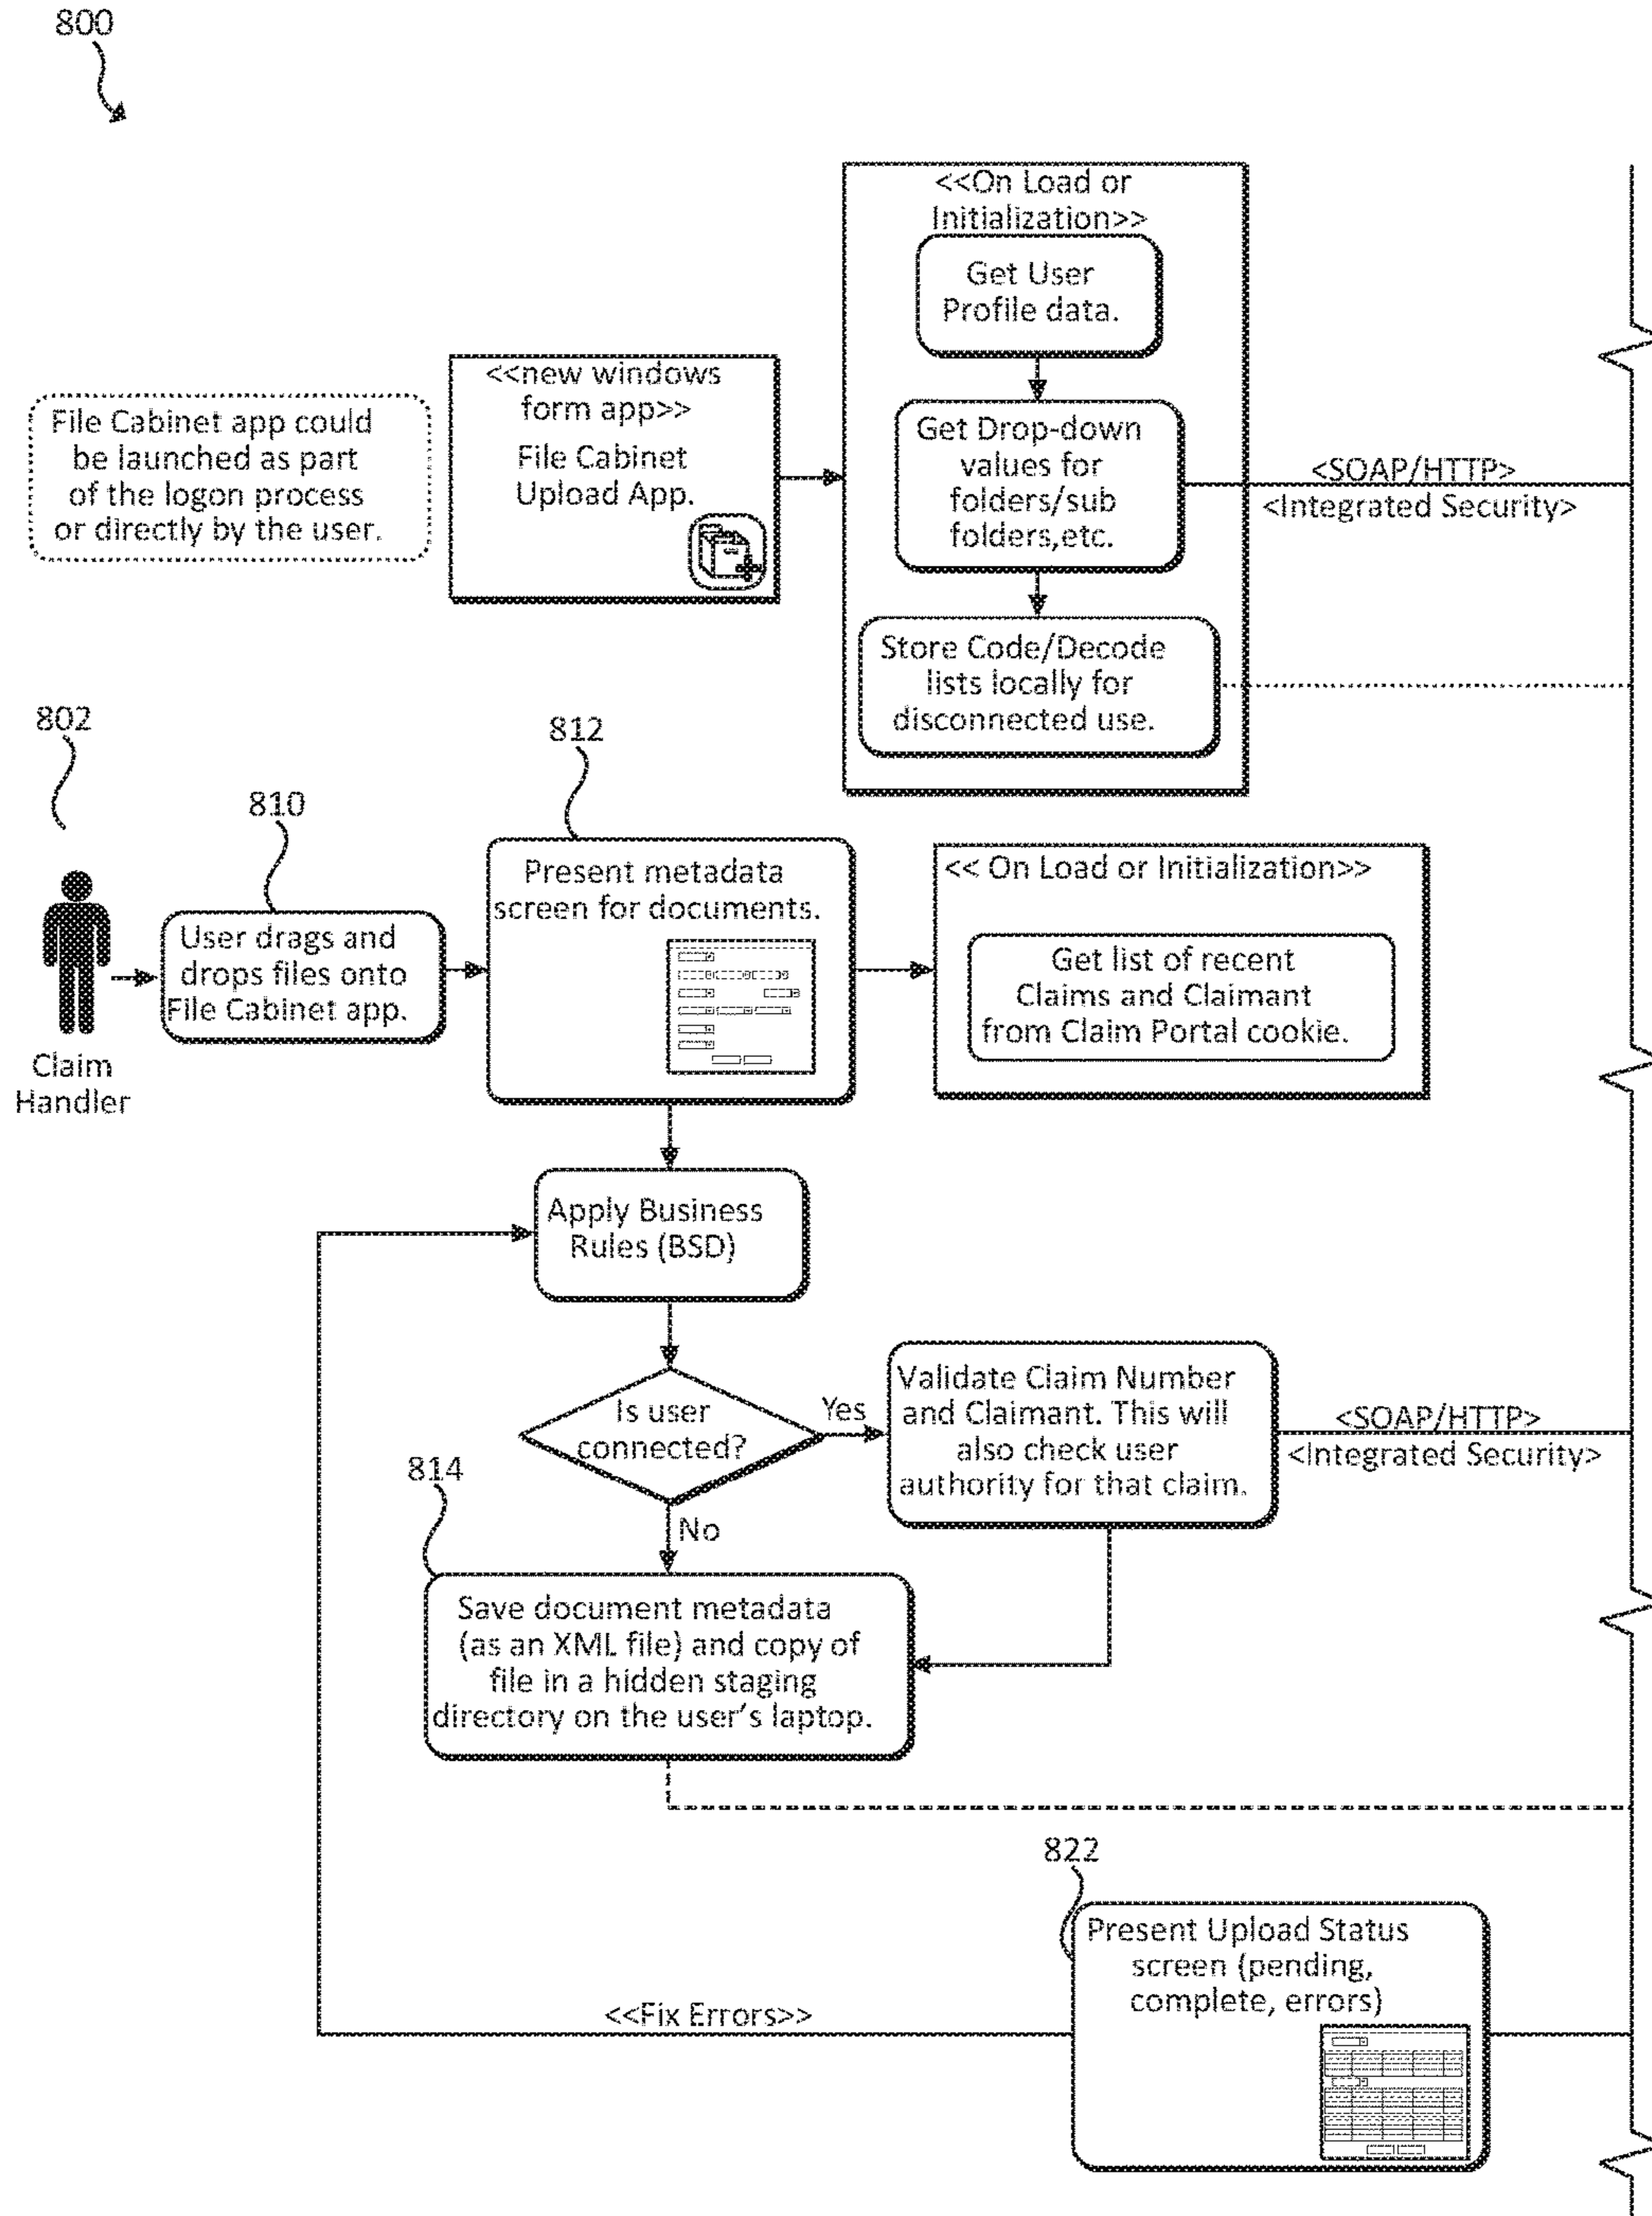 800
<<On Load or
Initialization>>
Get User
Profile data.
<<new windows
form app>>
File Cabinet
Upload App.
File Cabinet app could
be launched as part
of the logon process
or directly by the user.
Get Drop-down
values for
folders/sub
folders,etc.
<SOAP/HTTP>
<Integrated Security>
Store Code/Decode
lists locally for
disconnected use.
802
810
812
Claim
Handler
User drags and
drops files onto
File Cabinet app.
Present metadata
screen for documents.
<< On Load or Initialization>>
Get list of recent
Claims and Claimant
from Claim Portal cookie.
Apply Business
Rules (BSD)
Is user
connected?
Yes
No
Validate Claim Number
and Claimant. This will
also check user
authority for that claim.
<SOAP/HTTP>
<Integrated Security>
814
Save document metadata
(as an XML file) and copy of
file in a hidden staging
directory on the user's laptop.
822
Present Upload Status
screen (pending,
complete, errors)
<<Fix Errors>>